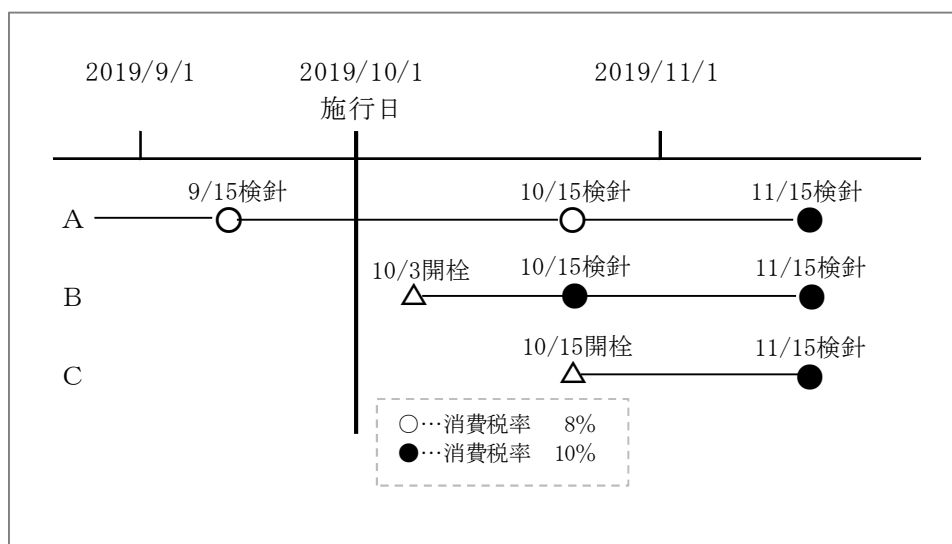 2019/9/1 2019/10/1 2019/11/1
施行日
9/15検針 10/15検針 11/15検針
A
10/3開栓 10/15検針 11/15検針
B
10/15開栓 11/15検針
C
○…消費税率 8%
●…消費税率 10%